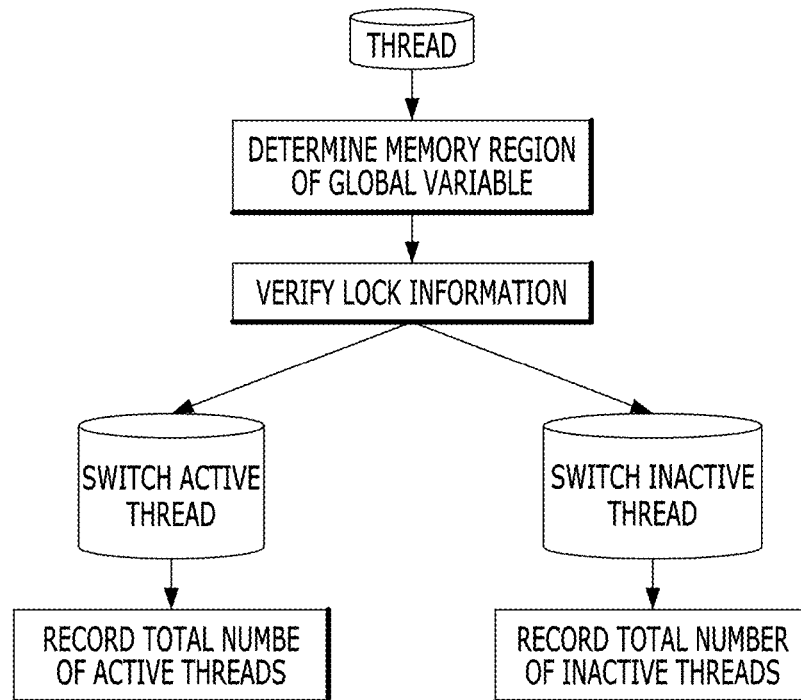 THREAD
DETERMINE MEMORY REGION
OF GLOBAL VARIABLE
VERIFY LOCK INFORMATION
SWITCH ACTIVE
THREAD
SWITCH INACTIVE
THREAD
RECORD TOTAL NUMBE
OF ACTIVE THREADS
RECORD TOTAL NUMBER
OF INACTIVE THREADS